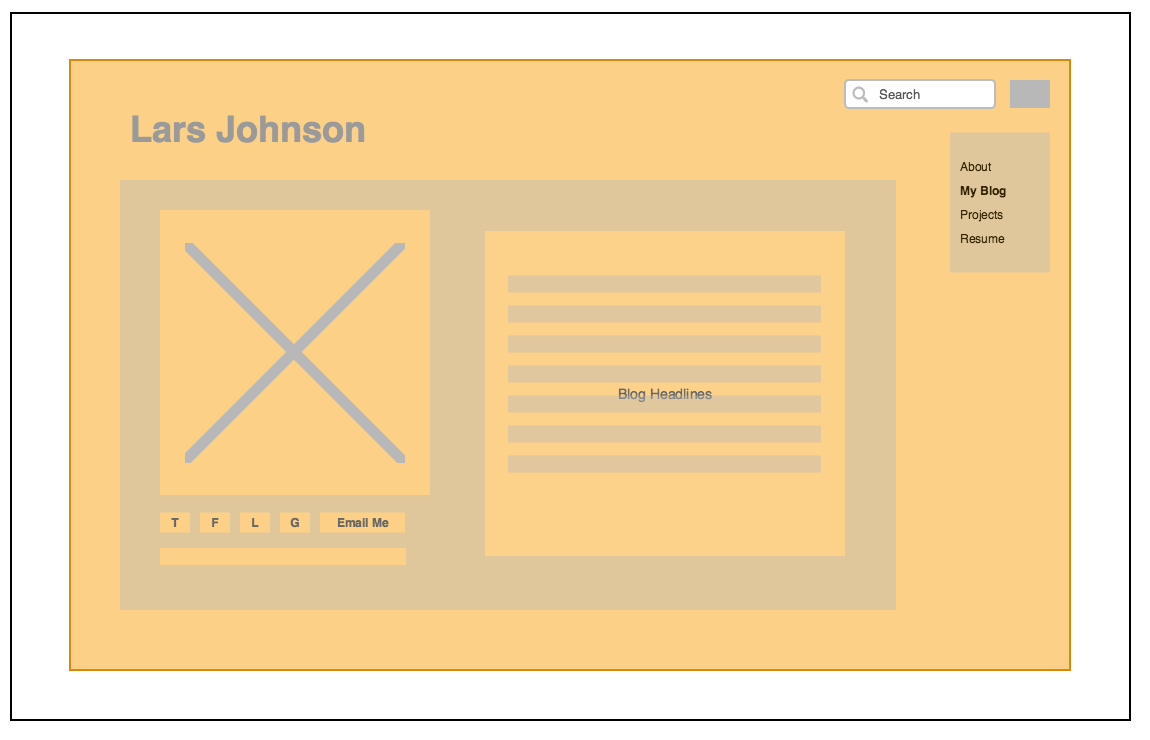 Search
Lars Johnson
About
My Blog
Projects
Resume
Blog Headlines
T F L G Email Me